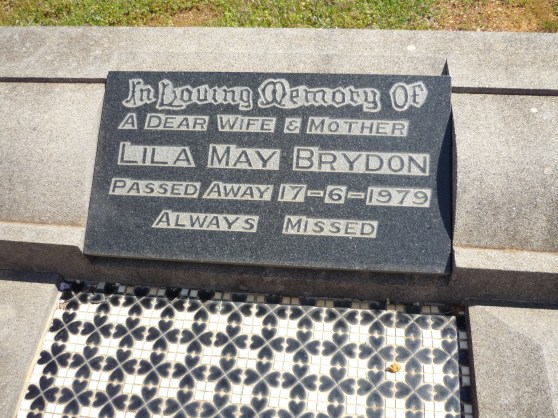 In Loving Memory Of
A DEAR WIFE & MOTHER
LILA MAY BRYDON
PASSED AWAY 17-6-1979
ALWAYS MISSED